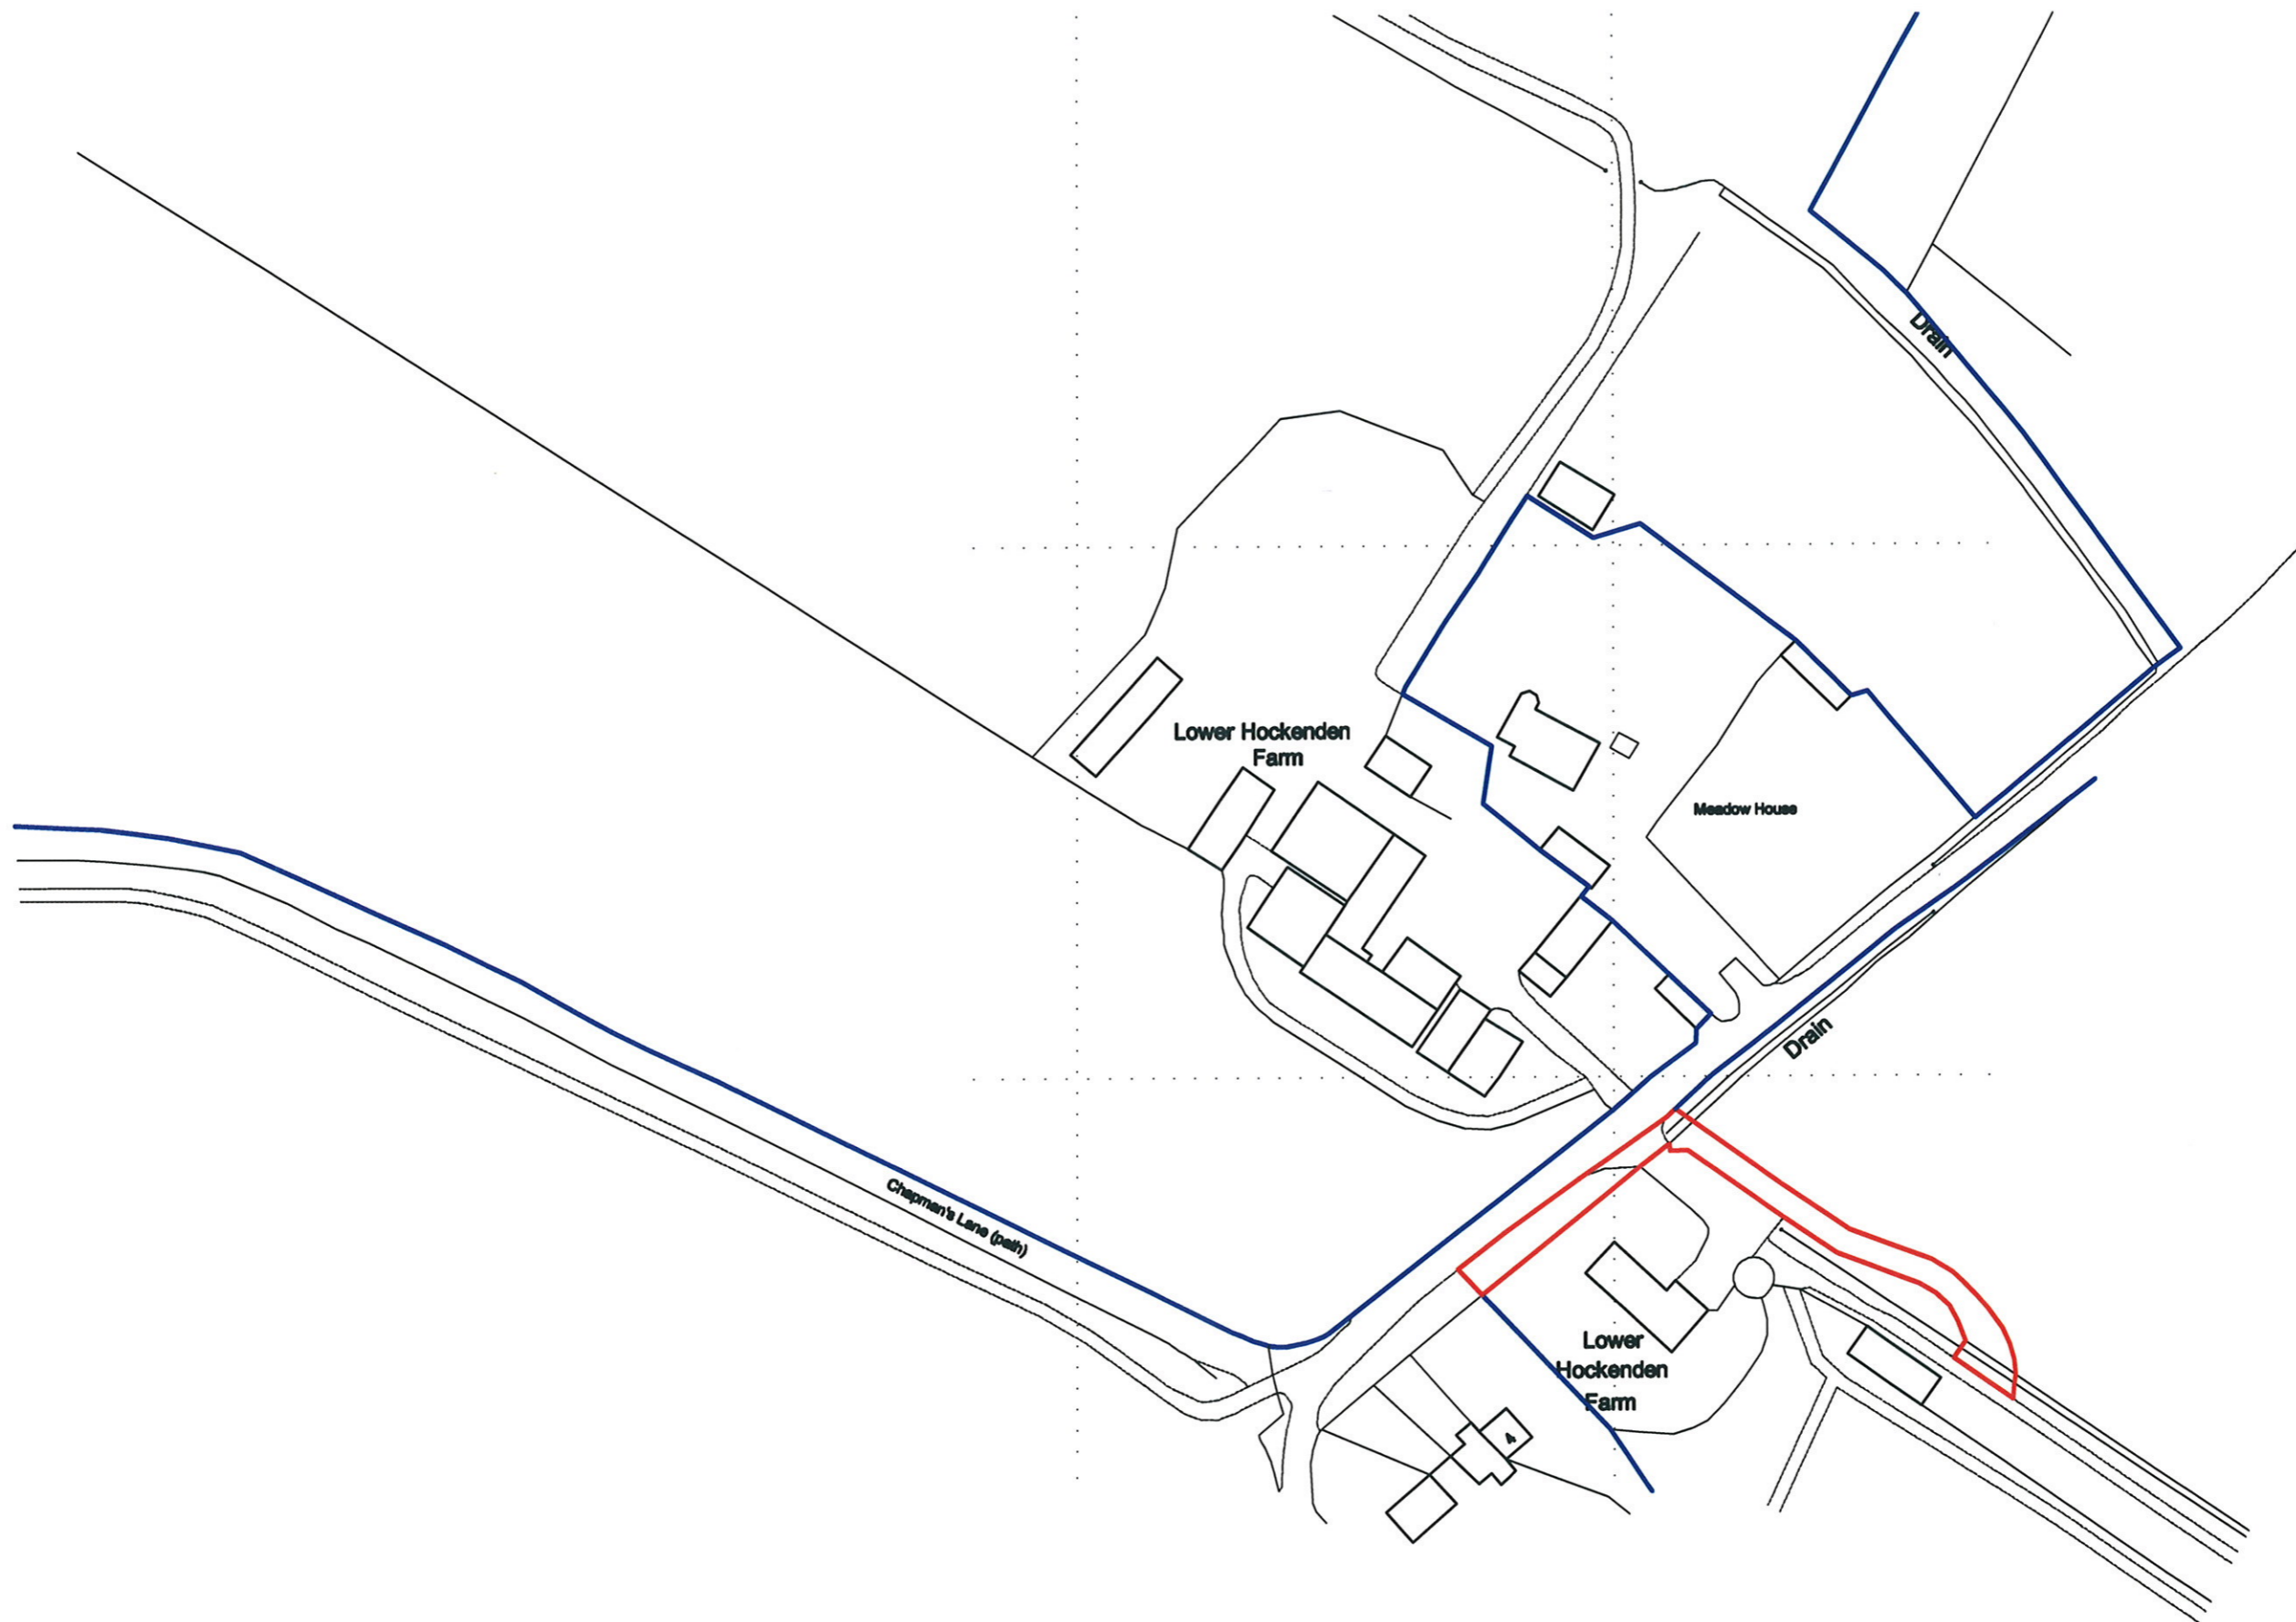 Drain
Lower Hockenden
Farm
Meadow House
Drain
Chapman's Lane (path)
Lower
Hockenden
Farm
4